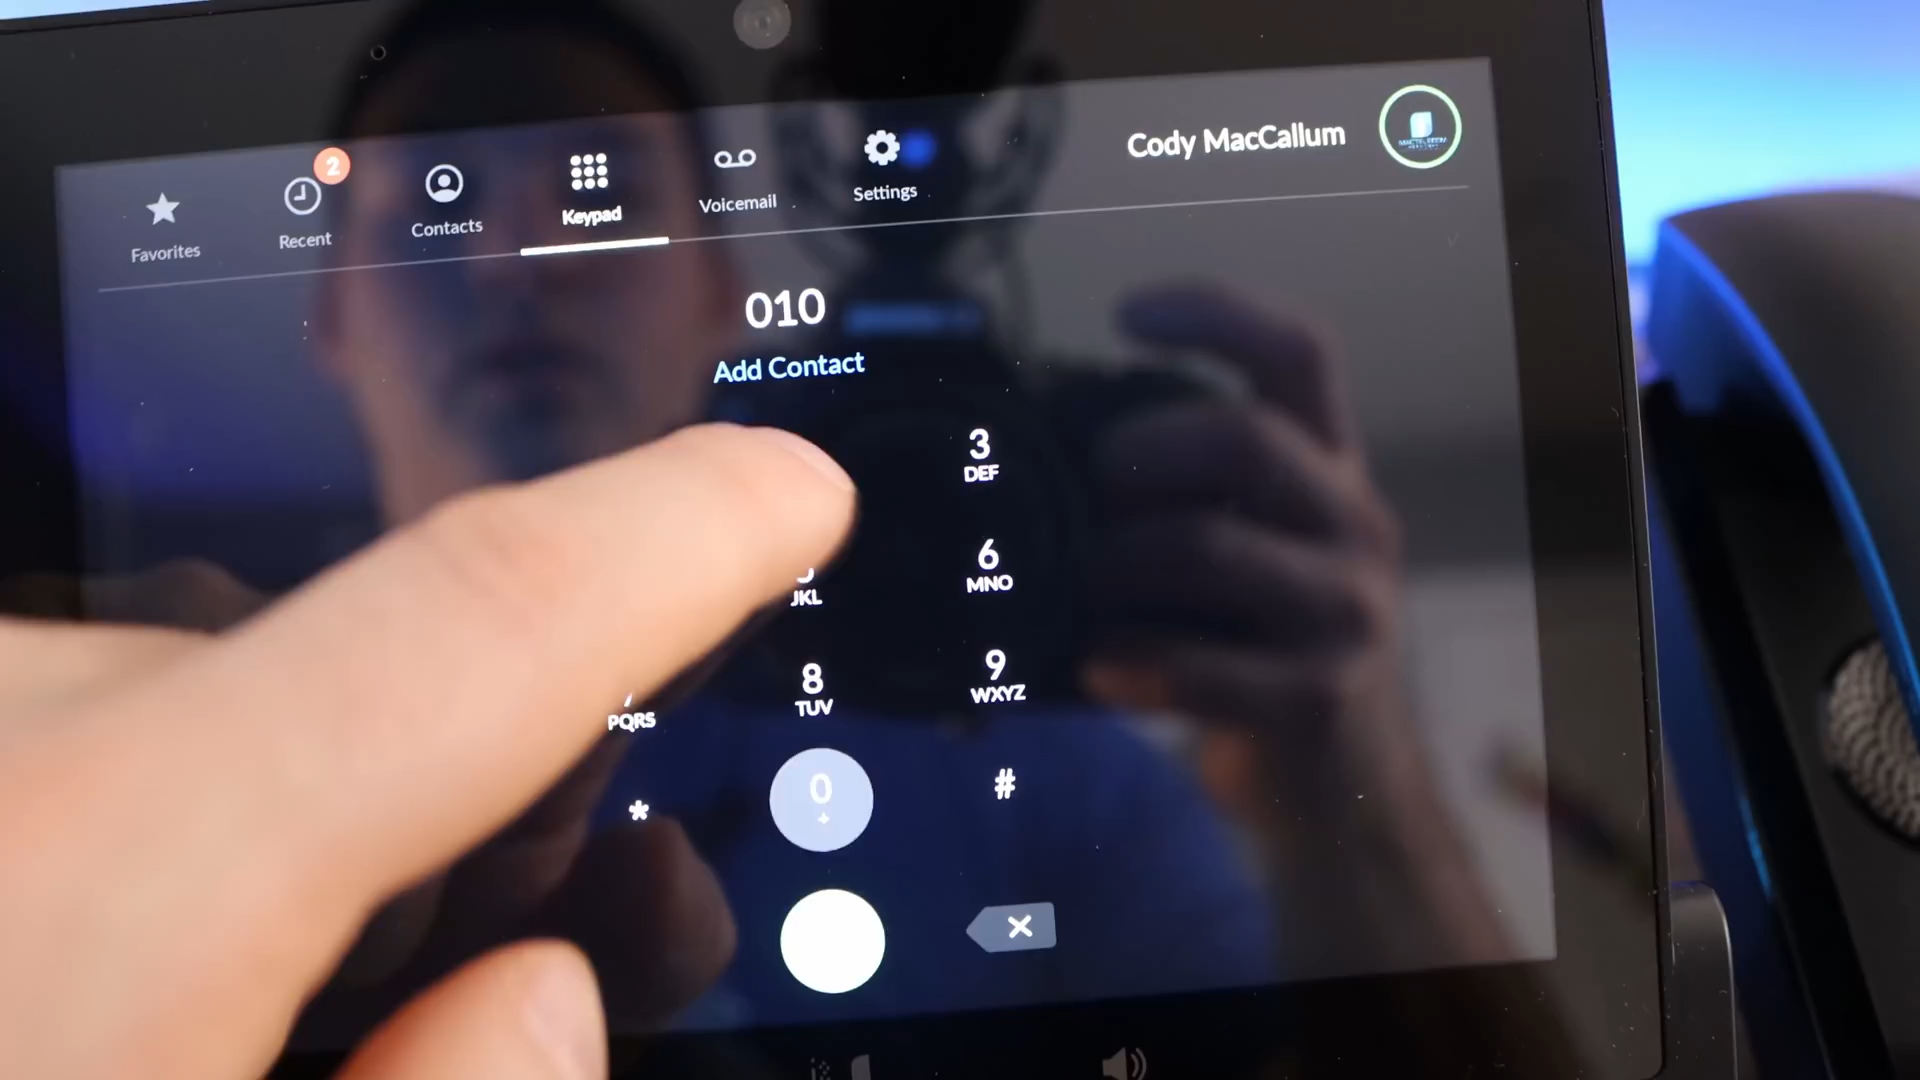 Cody MacCallum
Favorites
2
Recent
Contacts
Keypad
Voicemail
Settings
010
Add Contact
3
DEF
JKL
6
MNO
PQRS
8
TUV
9
WXYZ
*
0
+
#